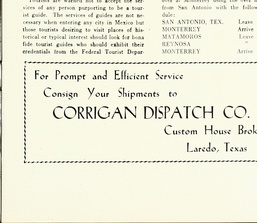 Tourists are warned not to accept the ser-
vices of any person purporting to be a tour-
ist guide. The services of guides are not ne-
cessary when entering any city in Mexico but
those tourists desiring to visit places of his-
torical or typical interest should look for bona
fide tourist guides who should exhibit their
credentials from the Federal Tourist Depar-
from San Antonio with the follow
dule:
SAN ANTONIO, TEX. Leave
MONTERREY Arrive
MATAMOROS Leave
REYNOSA
MONTERREY Arrive
For Prompt and Efficient Service
Consign Your Shipments to
CORRIGAN DISPATCH CO.
Custom House Brok
Laredo, Texas